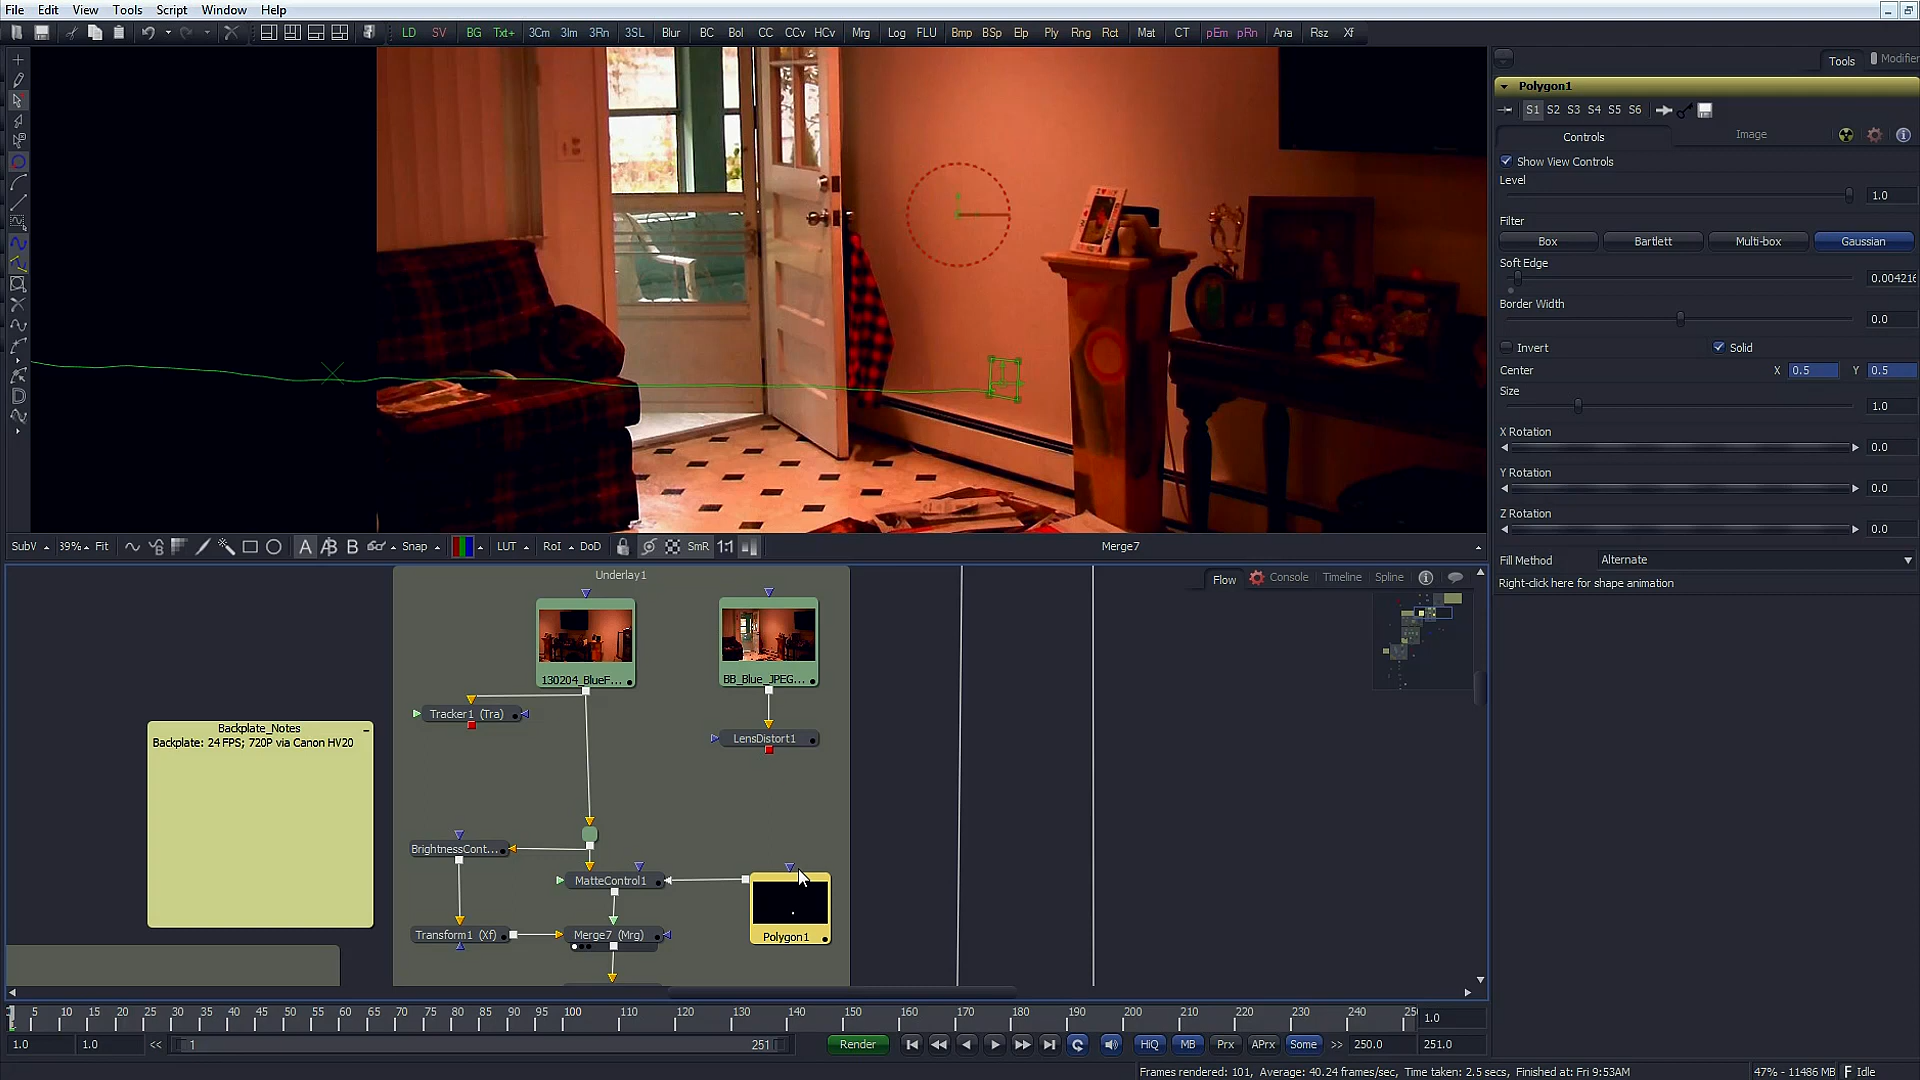 File Edit View Tools Script Window Help
LD SV BG Txt+ 3Cm 3Im 3Rn 3SL Blur BC Bol CC CCv HCv Mrg Log FLU Bmp BSp Elp Ply Rng Rct Mat CT pEm pRn Ana Rsz Xf
Tools Modifier
Polygon1
S1 S2 S3 S4 S5 S6
Controls Image
Show View Controls
Level
1.0
Filter
Box Bartlett Multi-box Gaussian
Soft Edge
0.004216
Border Width
0.0
Invert Solid
Center X 0.5 Y 0.5
Size
1.0
X Rotation
0.0
Y Rotation
0.0
Z Rotation
0.0
Fill Method Alternate
Right-click here for shape animation
SubV 39% Fit A B Snap LUT RoI DoD SmR 1:1 Merge7
Flow Console Timeline Spline
Underlay1
130204_BlueF...
BB_Blue_JPEG...
Tracker1 (Tra)
LensDistort1
Backplate_Notes
Backplate: 24 FPS; 720P via Canon HV20
BrightnessCont...
MatteControl1
Transform1 (Xf)
Merge7 (Mrg)
Polygon1
5 10 15 20 25 30 35 40 45 50 55 60 65 70 75 80 85 90 95 100 110 120 130 140 150 160 170 180 190 200 210 220 230 240 25
1.0
1.0 1.0 << 1 251 Render HiQ MB Prx APrx Some >> 250.0 251.0
Frames rendered: 101, Average: 40.24 frames/sec, Time taken: 2.5 secs, Finished at: Fri 9:53AM 47% - 11486 MB Idle